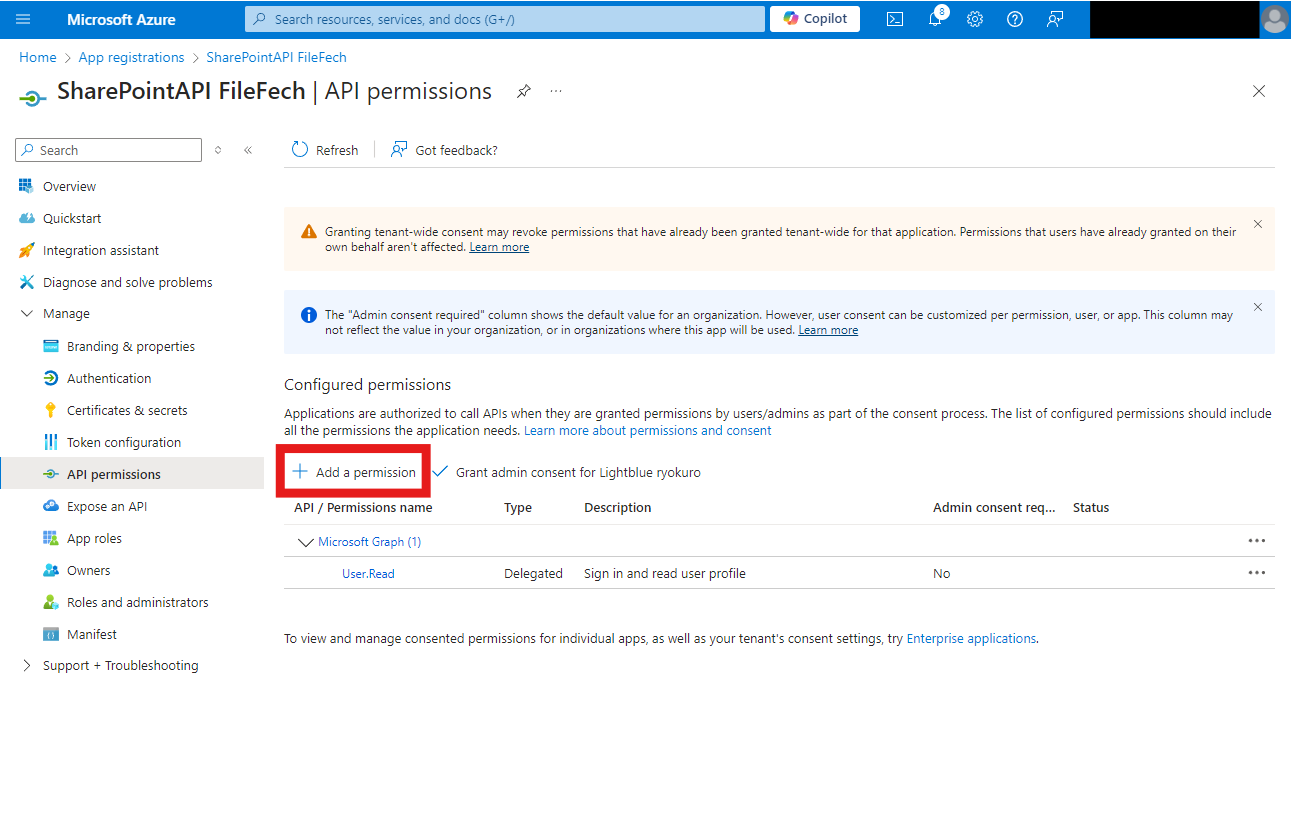 Microsoft Azure
Search resources, services, and docs (G+/)
Copilot
8
Home > App registrations > SharePointAPI FileFech
SharePointAPI FileFech | API permissions
Search
Refresh
Got feedback?
Overview
Quickstart
Integration assistant
Diagnose and solve problems
Manage
Branding & properties
Authentication
Certificates & secrets
Token configuration
API permissions
Expose an API
App roles
Owners
Roles and administrators
Manifest
Support + Troubleshooting
Granting tenant-wide consent may revoke permissions that have already been granted tenant-wide for that application. Permissions that users have already granted on their
own behalf aren't affected. Learn more
The "Admin consent required" column shows the default value for an organization. However, user consent can be customized per permission, user, or app. This column may
not reflect the value in your organization, or in organizations where this app will be used. Learn more
Configured permissions
Applications are authorized to call APIs when they are granted permissions by users/admins as part of the consent process. The list of configured permissions should include
all the permissions the application needs. Learn more about permissions and consent
Add a permission
Grant admin consent for Lightblue ryokuro
API / Permissions name Type Description Admin consent req... Status
Microsoft Graph (1)
User.Read Delegated Sign in and read user profile No
To view and manage consented permissions for individual apps, as well as your tenant's consent settings, try Enterprise applications.